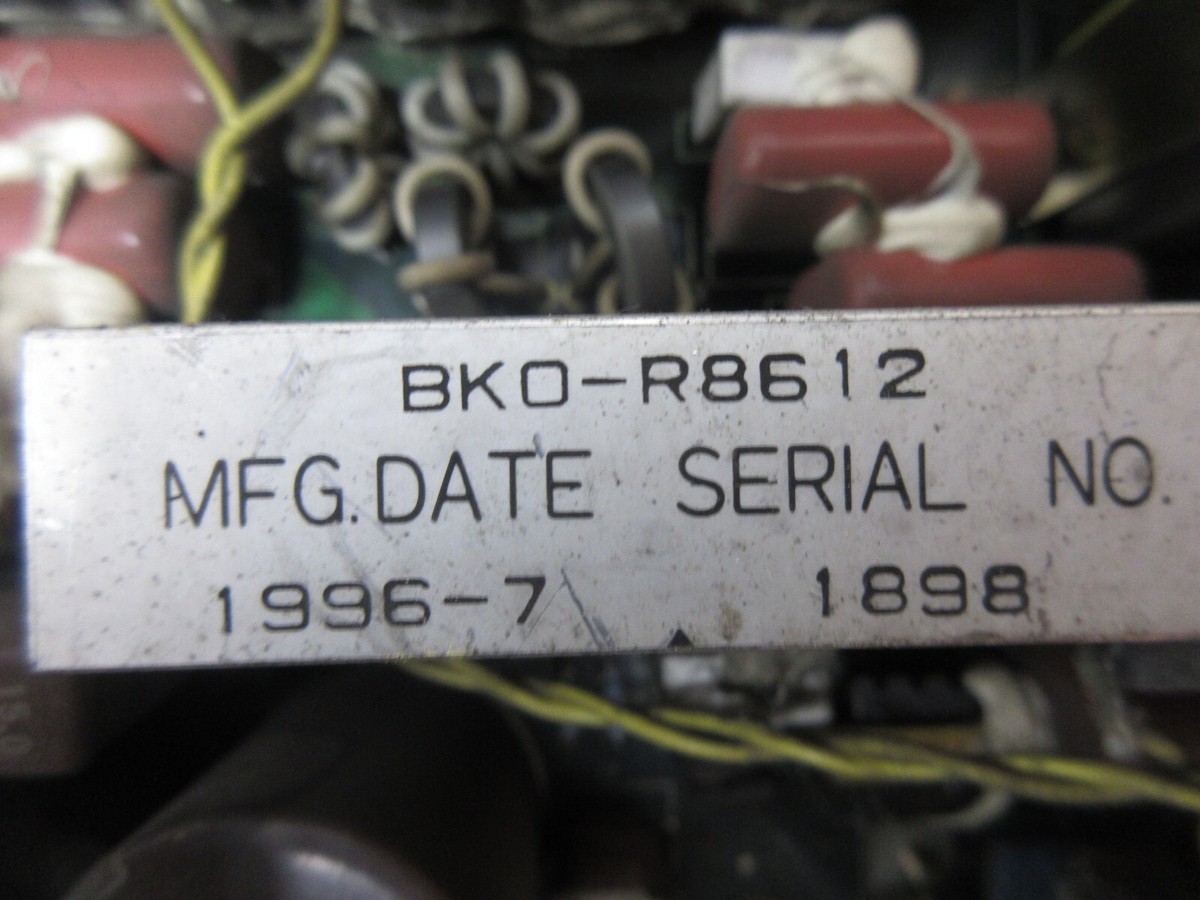 BKO-R8612
MFG.DATE SERIAL NO.
1996-7 1898